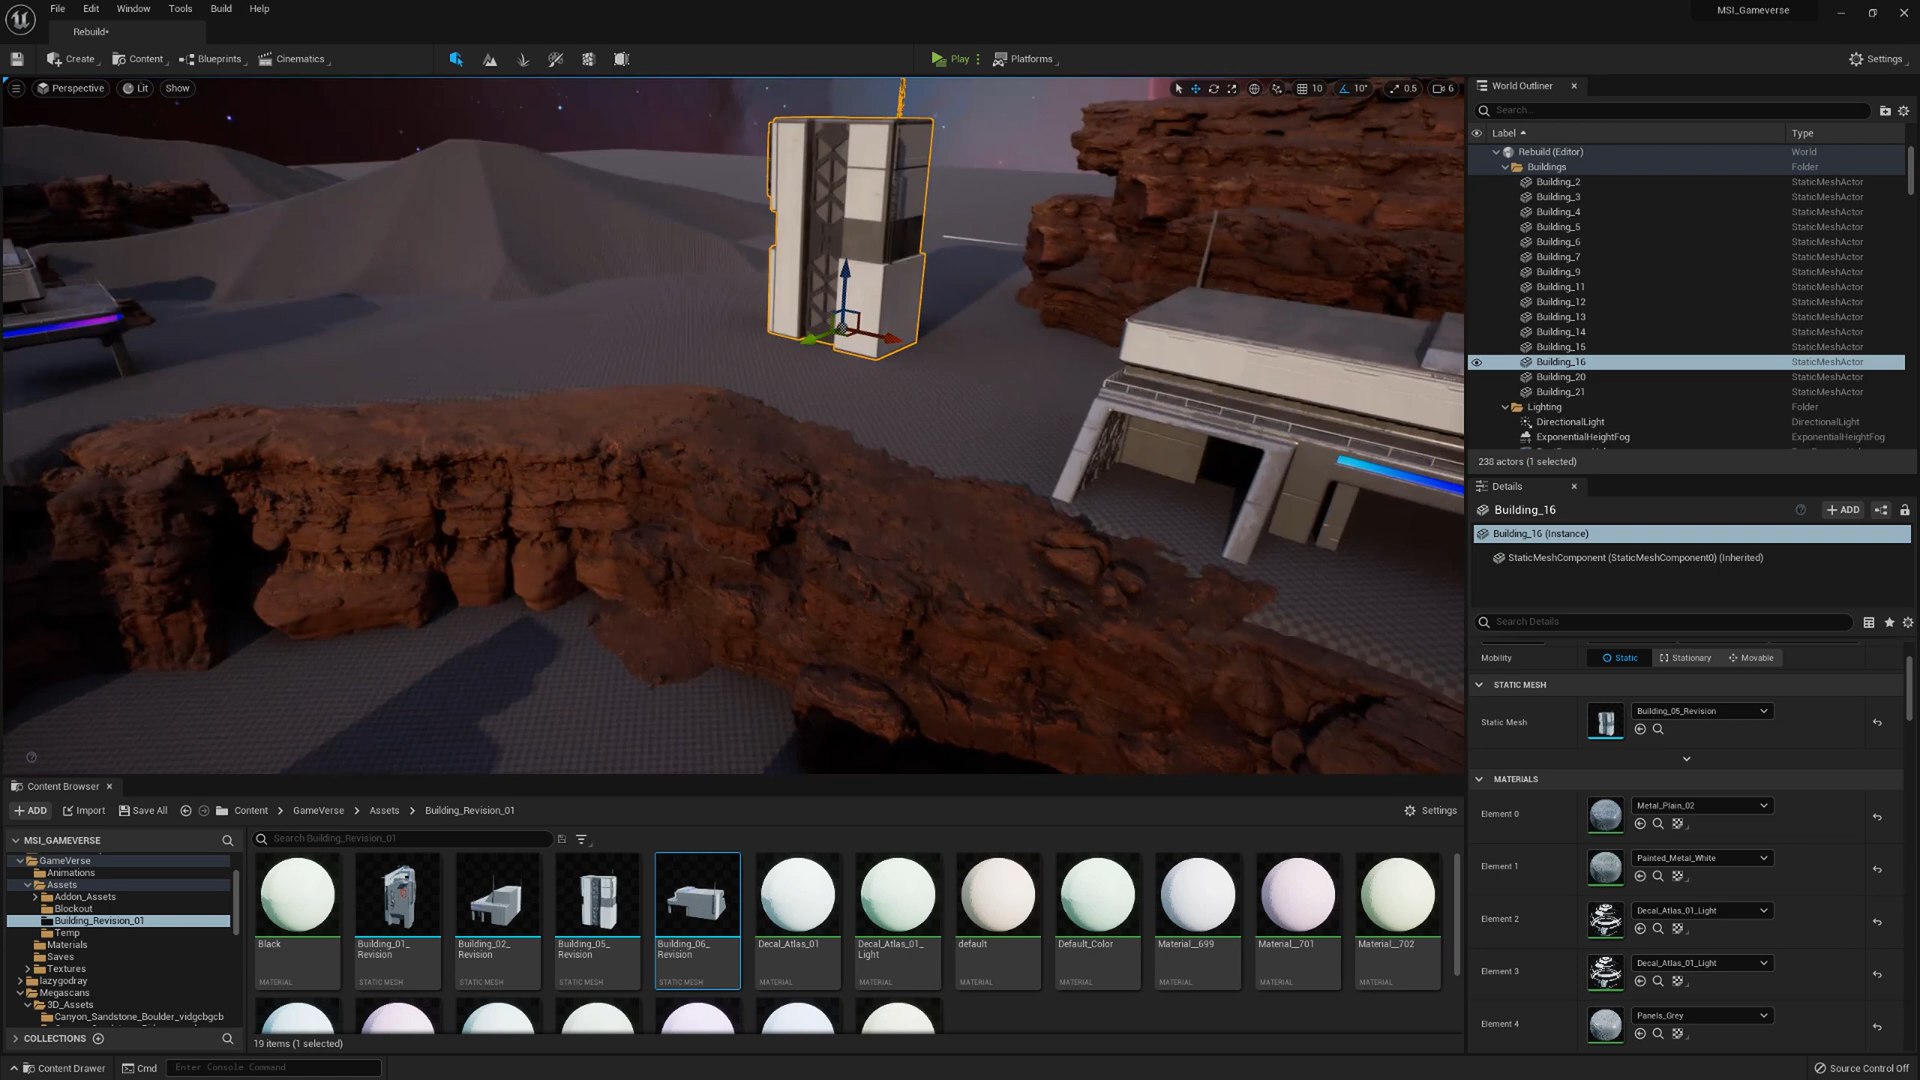 File Edit Window Tools Build Help
MSI_Gameverse
Rebuild•
Create Content Blueprints Cinematics
Play Platforms
Settings
Perspective Lit Show
10 10° 0.5 6
World Outliner
Search...
Label Type
Rebuild (Editor) World
Buildings Folder
Building_2 StaticMeshActor
Building_3 StaticMeshActor
Building_4 StaticMeshActor
Building_5 StaticMeshActor
Building_6 StaticMeshActor
Building_7 StaticMeshActor
Building_9 StaticMeshActor
Building_11 StaticMeshActor
Building_12 StaticMeshActor
Building_13 StaticMeshActor
Building_14 StaticMeshActor
Building_15 StaticMeshActor
Building_16 StaticMeshActor
Building_20 StaticMeshActor
Building_21 StaticMeshActor
Lighting Folder
DirectionalLight DirectionalLight
ExponentialHeightFog ExponentialHeightFog
238 actors (1 selected)
Details
Building_16
ADD
Building_16 (Instance)
StaticMeshComponent (StaticMeshComponent0) (Inherited)
Search Details
Mobility Static Stationary Movable
STATIC MESH
Static Mesh Building_05_Revision
MATERIALS
Element 0 Metal_Plain_02
Element 1 Painted_Metal_White
Element 2 Decal_Atlas_01_Light
Element 3 Decal_Atlas_01_Light
Element 4 Panels_Grey
Content Browser
ADD Import Save All Content GameVerse Assets Building_Revision_01
Settings
MSI_GAMEVERSE
GameVerse
Animations
Assets
Addon_Assets
Blockout
Building_Revision_01
Temp
Materials
Saves
Textures
lazygodray
Megascans
3D_Assets
Canyon_Sandstone_Boulder_vidgcbgcb
COLLECTIONS
Search Building_Revision_01
Black
MATERIAL
Building_01_
Revision
STATIC MESH
Building_02_
Revision
STATIC MESH
Building_05_
Revision
STATIC MESH
Building_06_
Revision
STATIC MESH
Decal_Atlas_01
MATERIAL
Decal_Atlas_01_
Light
MATERIAL
default
MATERIAL
Default_Color
MATERIAL
Material__699
MATERIAL
Material__701
MATERIAL
Material__702
MATERIAL
19 items (1 selected)
Content Drawer Cmd Enter Console Command
Source Control Off